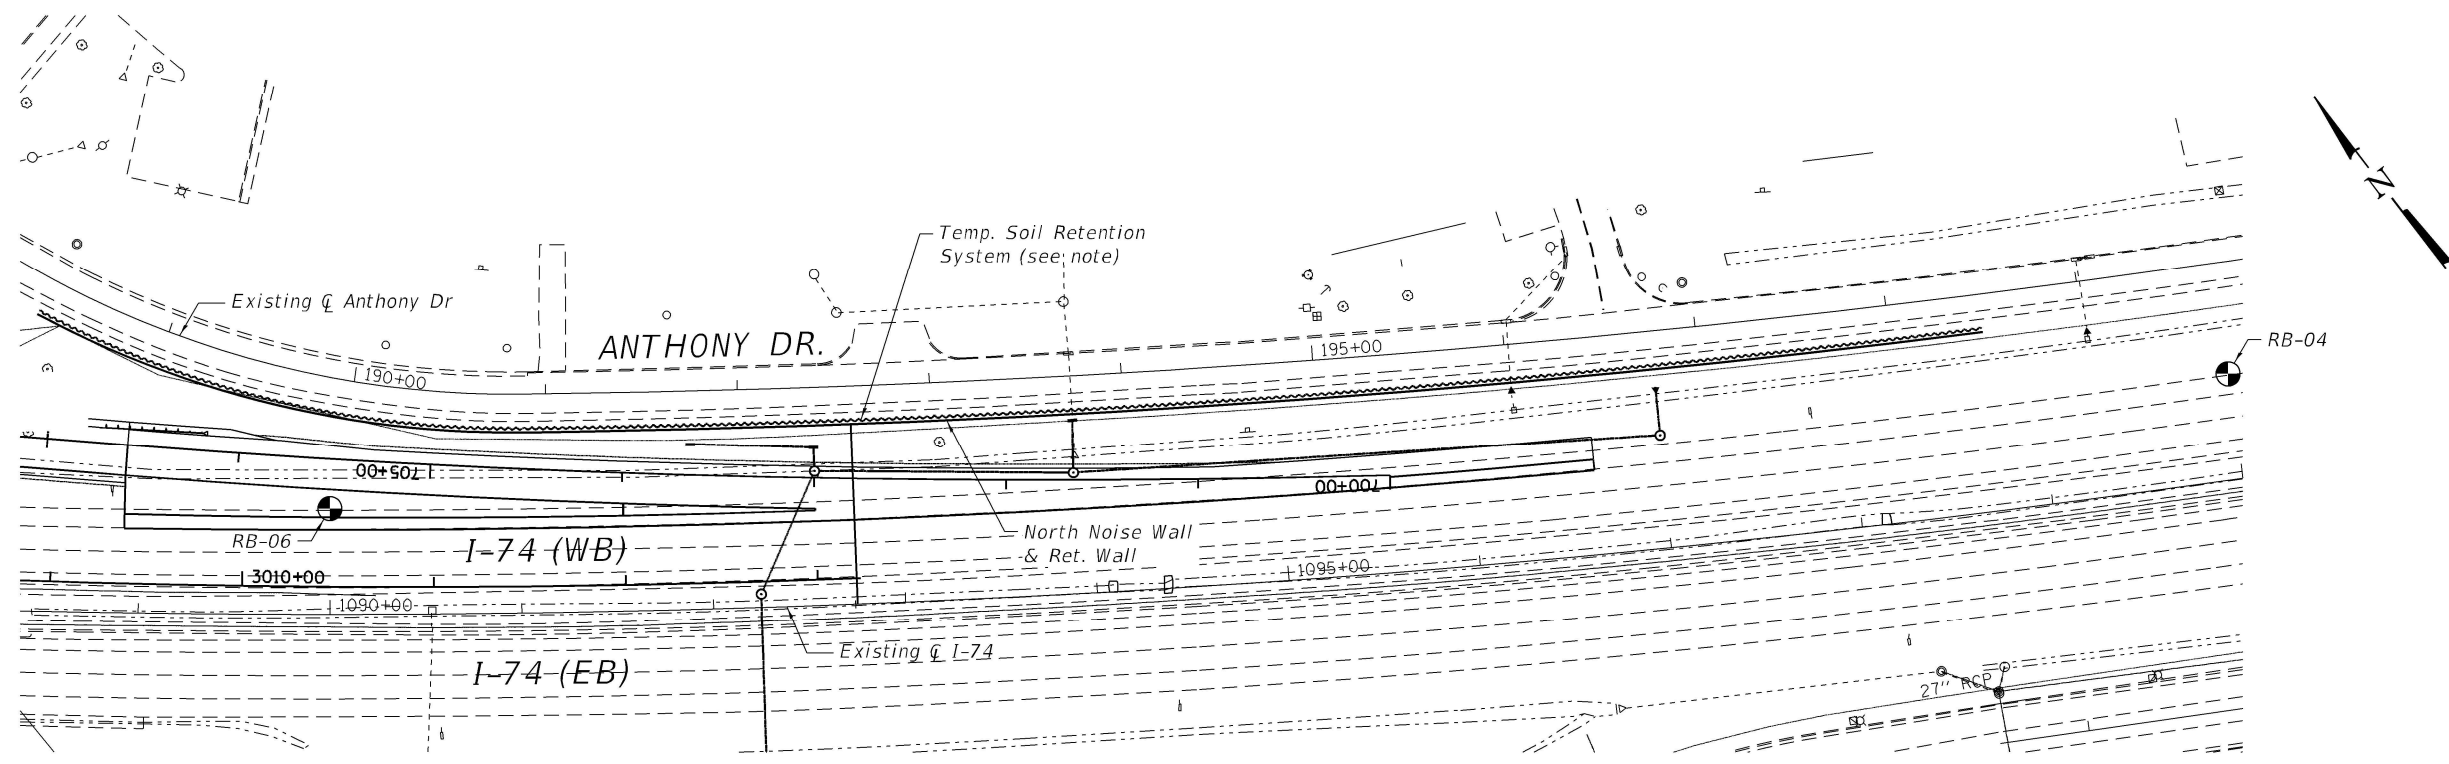 N
Temp. Soil Retention
System (see note)
Existing ℄ Anthony Dr
ANTHONY DR.
195+00
RB-04
190+00
705+00
700+00
RB-06
I-74 (WB)
North Noise Wall
& Ret. Wall
3010+00
1095+00
1090+00
Existing ℄ I-74
I-74 (EB)
27" RCP